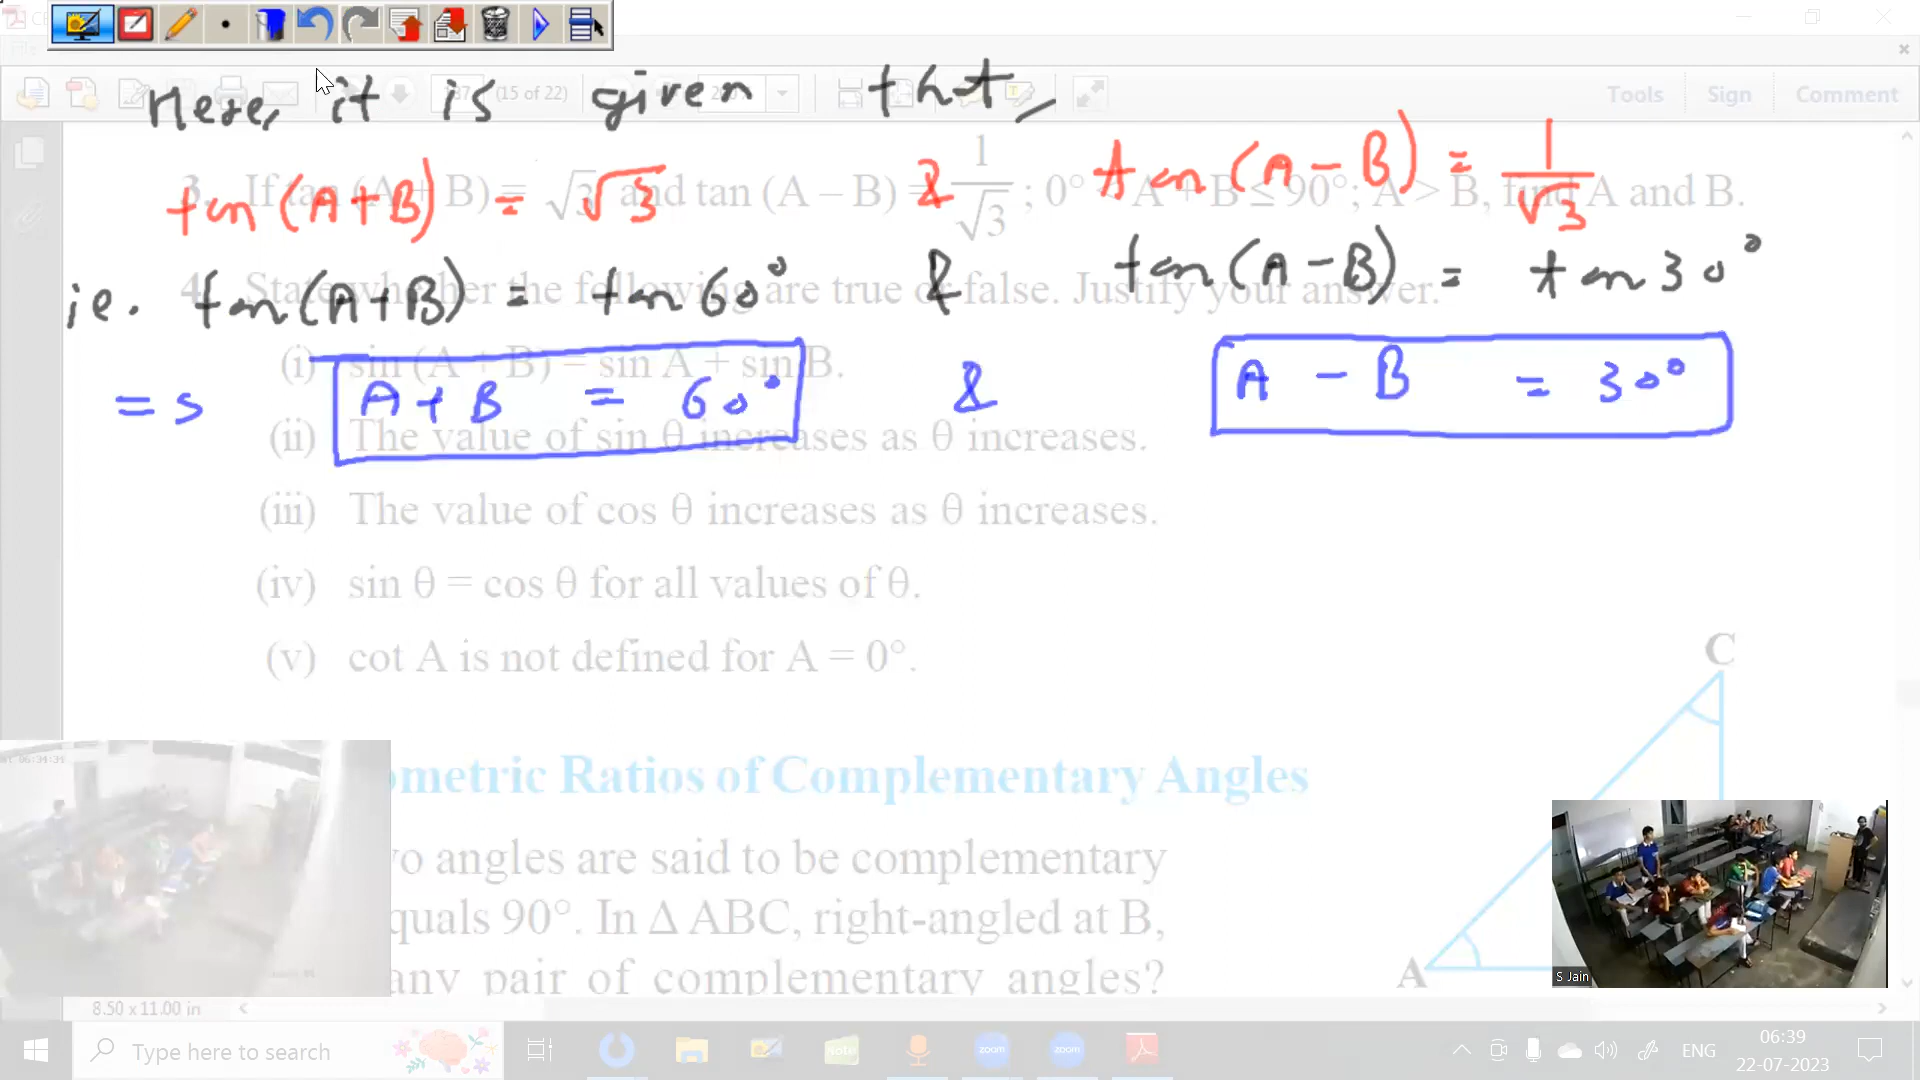 Tools Sign Comment
(15 of 22)
Here, it is given tht,
3. If tan (A + B) = √3 and tan (A – B) = 1/√3 ; 0° < A + B ≤ 90°; A > B, find A and B.
tan (A+B) = √3 & tan (A-B) = 1/√3
4. State whether the following are true or false. Justify your answer.
ie. tan (A+B) = tan 60° & tan (A-B) = tan 30°
(i) sin (A + B) = sin A + sin B.
=s A+B = 60° & A - B = 30°
(ii) The value of sin θ increases as θ increases.
(iii) The value of cos θ increases as θ increases.
(iv) sin θ = cos θ for all values of θ.
(v) cot A is not defined for A = 0°.
C
ometric Ratios of Complementary Angles
vo angles are said to be complementary
quals 90°. In Δ ABC, right-angled at B,
any pair of complementary angles?
A
S Jain
8.50 x 11.00 in
Type here to search
zoom zoom
ENG
06:39
22-07-2023